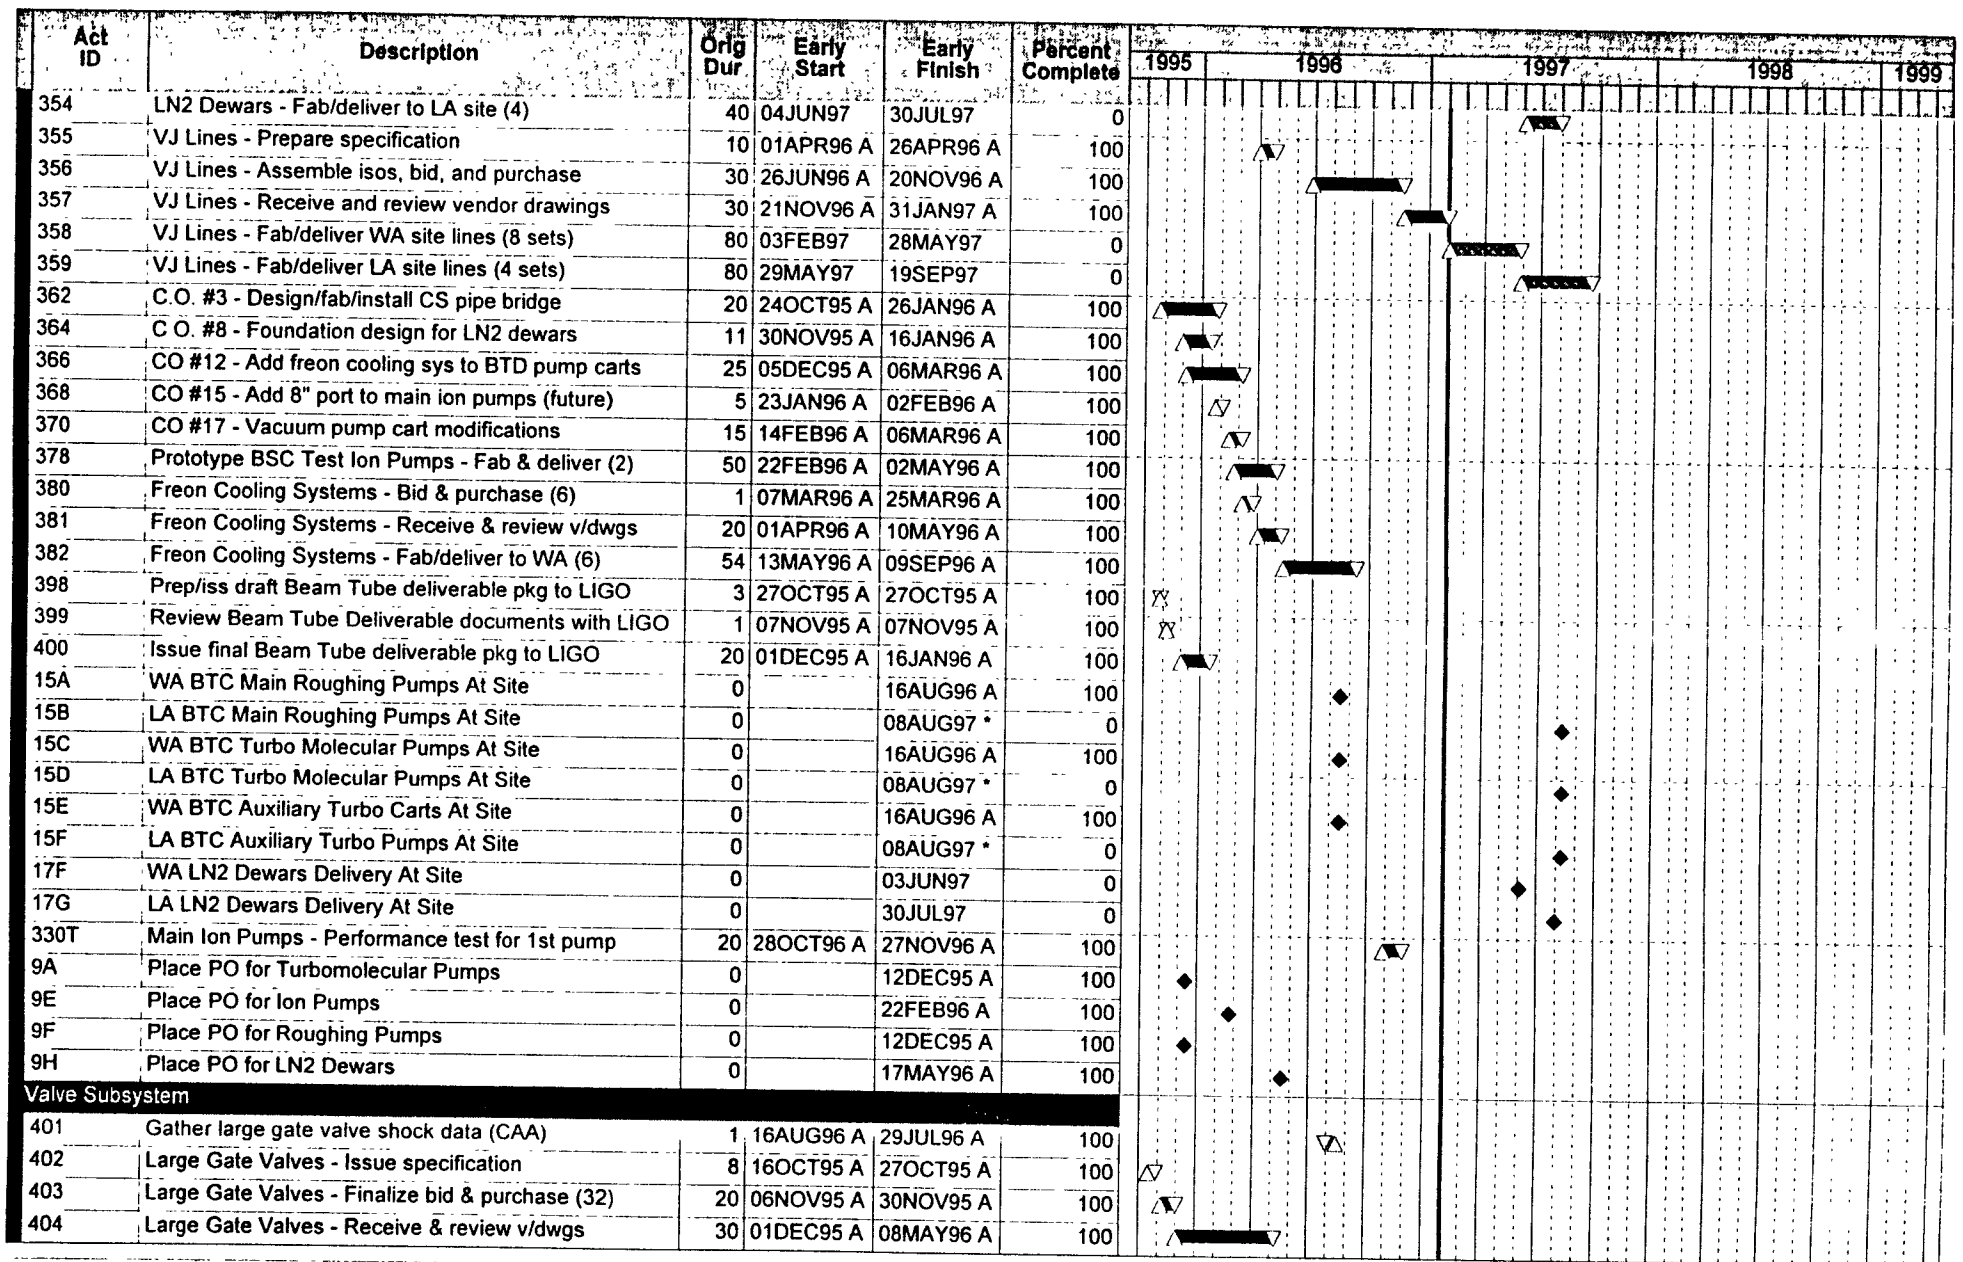 Act ID Description Orig Dur Early Start Early Finish Percent Complete 1995 1996 1997 1998 1999
354 LN2 Dewars - Fab/deliver to LA site (4) 40 04JUN97 30JUL97 0
355 VJ Lines - Prepare specification 10 01APR96 A 26APR96 A 100
356 VJ Lines - Assemble isos, bid, and purchase 30 26JUN96 A 20NOV96 A 100
357 VJ Lines - Receive and review vendor drawings 30 21NOV96 A 31JAN97 A 100
358 VJ Lines - Fab/deliver WA site lines (8 sets) 80 03FEB97 28MAY97 0
359 VJ Lines - Fab/deliver LA site lines (4 sets) 80 29MAY97 19SEP97 0
362 C.O. #3 - Design/fab/install CS pipe bridge 20 24OCT95 A 26JAN96 A 100
364 C O. #8 - Foundation design for LN2 dewars 11 30NOV95 A 16JAN96 A 100
366 CO #12 - Add freon cooling sys to BTD pump carts 25 05DEC95 A 06MAR96 A 100
368 CO #15 - Add 8" port to main ion pumps (future) 5 23JAN96 A 02FEB96 A 100
370 CO #17 - Vacuum pump cart modifications 15 14FEB96 A 06MAR96 A 100
378 Prototype BSC Test Ion Pumps - Fab & deliver (2) 50 22FEB96 A 02MAY96 A 100
380 Freon Cooling Systems - Bid & purchase (6) 1 07MAR96 A 25MAR96 A 100
381 Freon Cooling Systems - Receive & review v/dwgs 20 01APR96 A 10MAY96 A 100
382 Freon Cooling Systems - Fab/deliver to WA (6) 54 13MAY96 A 09SEP96 A 100
398 Prep/iss draft Beam Tube deliverable pkg to LIGO 3 27OCT95 A 27OCT95 A 100
399 Review Beam Tube Deliverable documents with LIGO 1 07NOV95 A 07NOV95 A 100
400 Issue final Beam Tube deliverable pkg to LIGO 20 01DEC95 A 16JAN96 A 100
15A WA BTC Main Roughing Pumps At Site 0 16AUG96 A 100
15B LA BTC Main Roughing Pumps At Site 0 08AUG97 * 0
15C WA BTC Turbo Molecular Pumps At Site 0 16AUG96 A 100
15D LA BTC Turbo Molecular Pumps At Site 0 08AUG97 * 0
15E WA BTC Auxiliary Turbo Carts At Site 0 16AUG96 A 100
15F LA BTC Auxiliary Turbo Pumps At Site 0 08AUG97 * 0
17F WA LN2 Dewars Delivery At Site 0 03JUN97 0
17G LA LN2 Dewars Delivery At Site 0 30JUL97 0
330T Main Ion Pumps - Performance test for 1st pump 20 28OCT96 A 27NOV96 A 100
9A Place PO for Turbomolecular Pumps 0 12DEC95 A 100
9E Place PO for Ion Pumps 0 22FEB96 A 100
9F Place PO for Roughing Pumps 0 12DEC95 A 100
9H Place PO for LN2 Dewars 0 17MAY96 A 100
Valve Subsystem
401 Gather large gate valve shock data (CAA) 1 16AUG96 A 29JUL96 A 100
402 Large Gate Valves - Issue specification 8 16OCT95 A 27OCT95 A 100
403 Large Gate Valves - Finalize bid & purchase (32) 20 06NOV95 A 30NOV95 A 100
404 Large Gate Valves - Receive & review v/dwgs 30 01DEC95 A 08MAY96 A 100